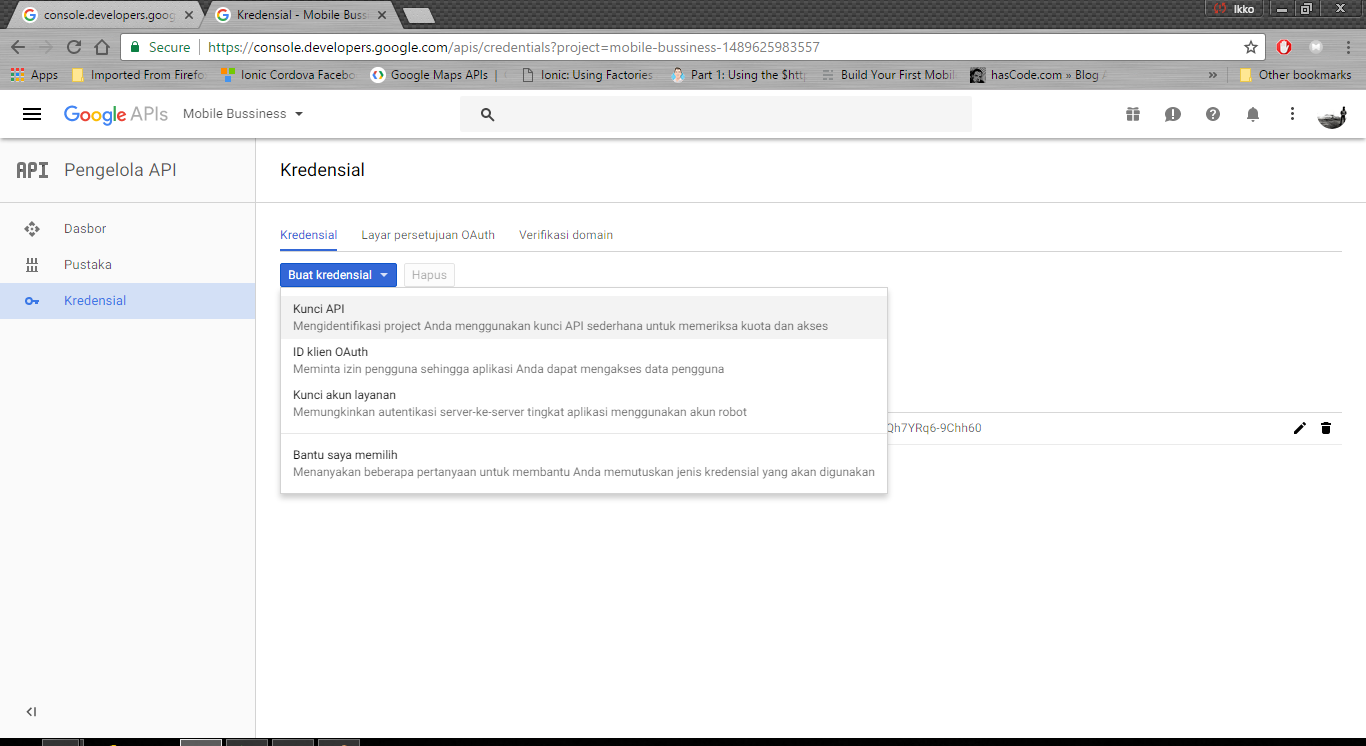 console.developers.goog
Kredensial - Mobile Bussi
Ikko
Secure
https://console.developers.google.com/apis/credentials?project=mobile-bussiness-1489625983557
Apps
Imported From Firefo
Ionic Cordova Facebo
Google Maps APIs |
Ionic: Using Factories
Part 1: Using the $http
Build Your First Mobil
hasCode.com » Blog
»
Other bookmarks
Google APIs
Mobile Bussiness
API
Pengelola API
Kredensial
Dasbor
Pustaka
Kredensial
Kredensial
Layar persetujuan OAuth
Verifikasi domain
Buat kredensial
Hapus
Kunci API
Mengidentifikasi project Anda menggunakan kunci API sederhana untuk memeriksa kuota dan akses
ID klien OAuth
Meminta izin pengguna sehingga aplikasi Anda dapat mengakses data pengguna
Kunci akun layanan
Memungkinkan autentikasi server-ke-server tingkat aplikasi menggunakan akun robot
Qh7YRq6-9Chh60
Bantu saya memilih
Menanyakan beberapa pertanyaan untuk membantu Anda memutuskan jenis kredensial yang akan digunakan